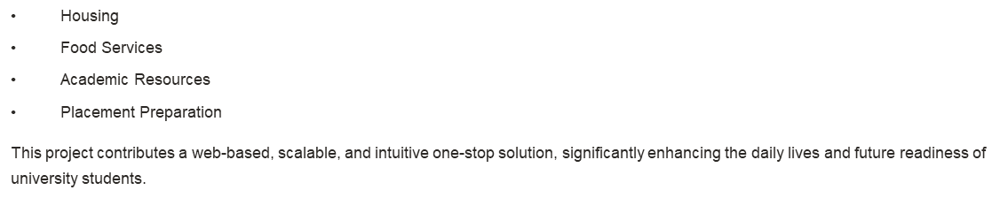 • Housing
• Food Services
• Academic Resources
• Placement Preparation
This project contributes a web-based, scalable, and intuitive one-stop solution, significantly enhancing the daily lives and future readiness of
university students.